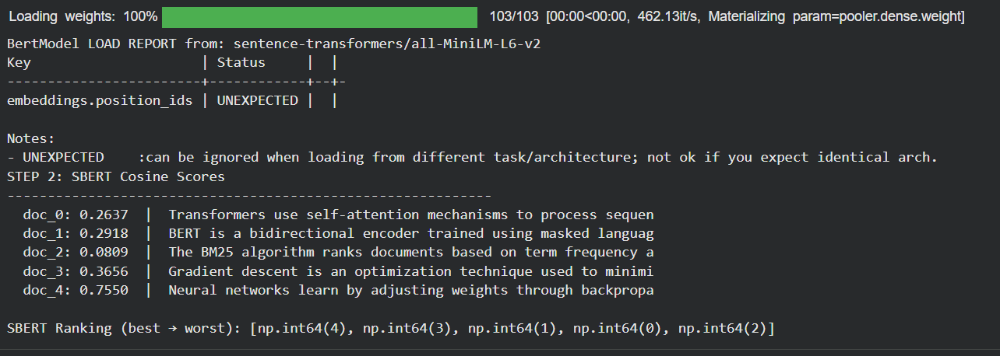 Loading weights: 100% 103/103 [00:00<00:00, 462.13it/s, Materializing param=pooler.dense.weight]
BertModel LOAD REPORT from: sentence-transformers/all-MiniLM-L6-v2
Key                     | Status     |  |
------------------------+------------+--+-
embeddings.position_ids | UNEXPECTED |  |
Notes:
- UNEXPECTED    :can be ignored when loading from different task/architecture; not ok if you expect identical arch.
STEP 2: SBERT Cosine Scores
------------------------------------------------------------
  doc_0: 0.2637  |  Transformers use self-attention mechanisms to process sequen
  doc_1: 0.2918  |  BERT is a bidirectional encoder trained using masked languag
  doc_2: 0.0809  |  The BM25 algorithm ranks documents based on term frequency a
  doc_3: 0.3656  |  Gradient descent is an optimization technique used to minimi
  doc_4: 0.7550  |  Neural networks learn by adjusting weights through backpropa
SBERT Ranking (best → worst): [np.int64(4), np.int64(3), np.int64(1), np.int64(0), np.int64(2)]